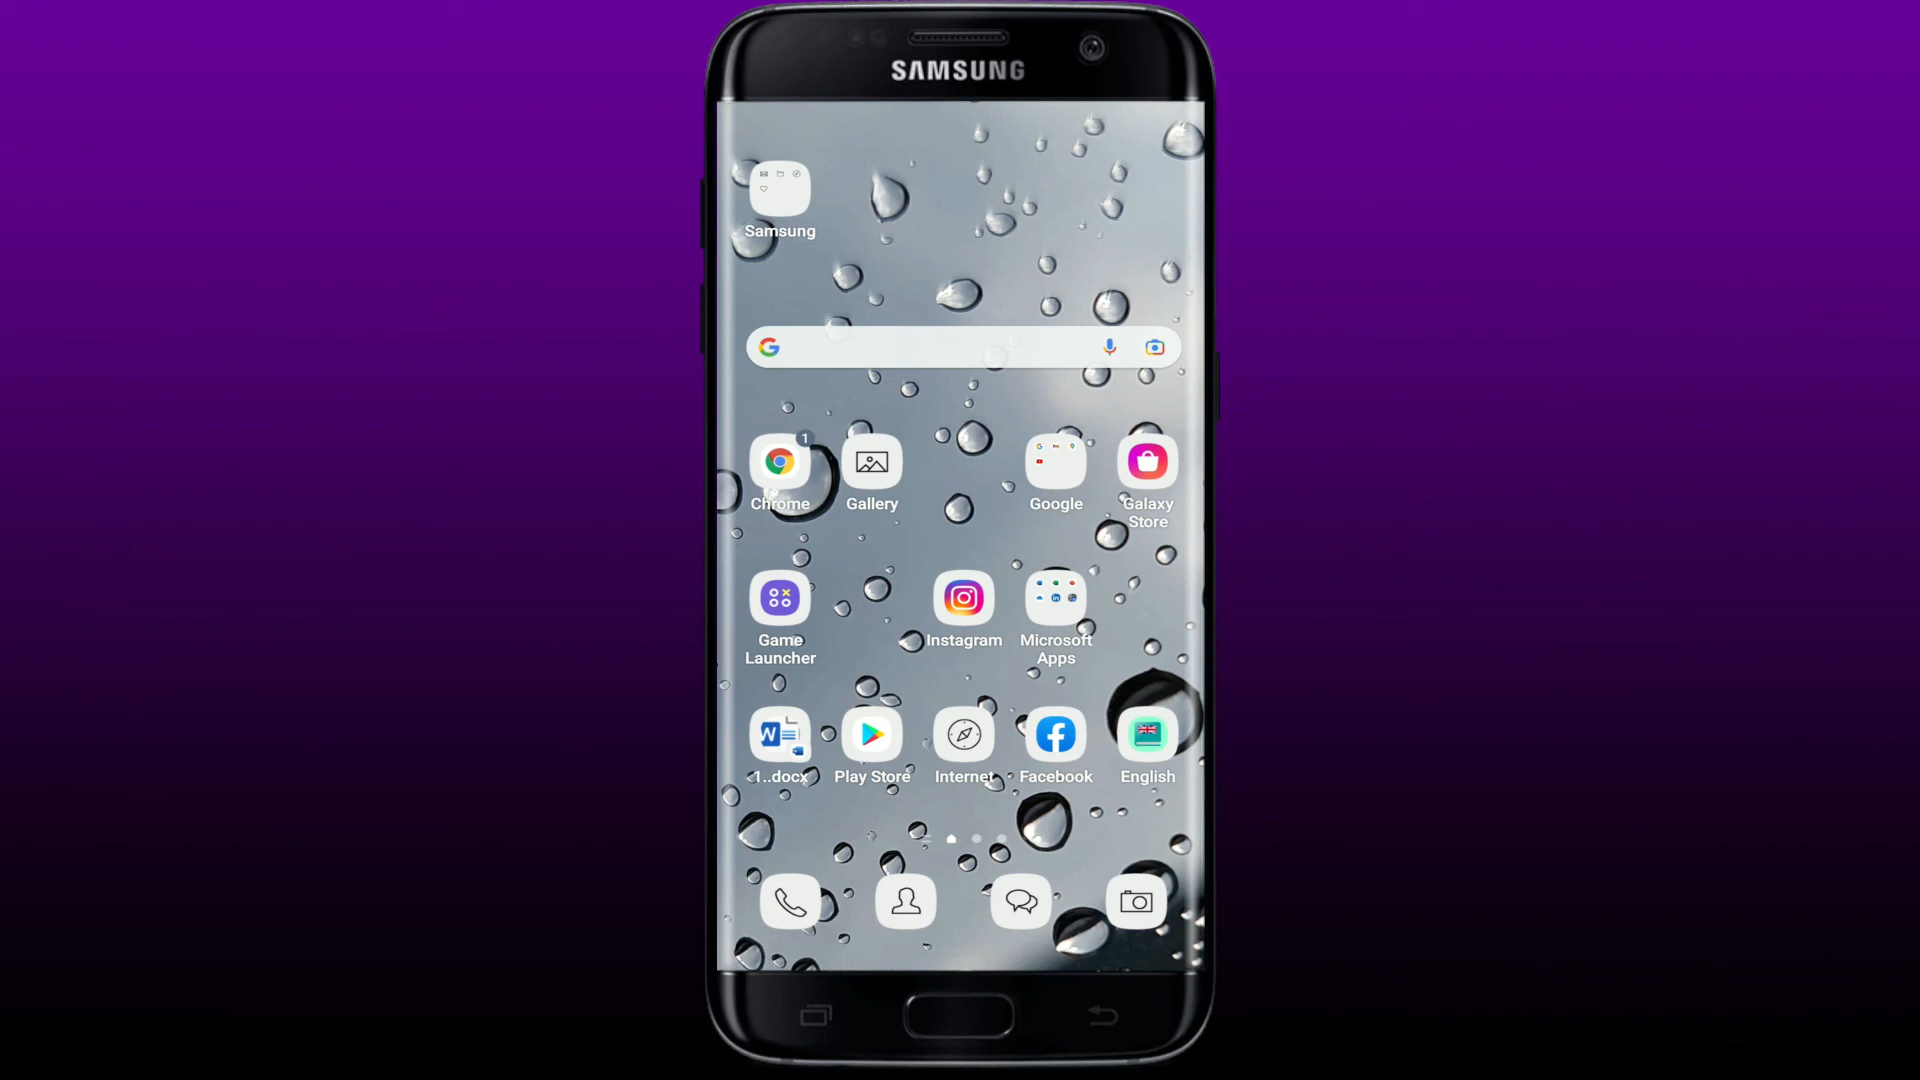 SAMSUNG
Samsung
1
Chrome
Gallery
Google
Galaxy
Store
Game
Launcher
Instagram
Microsoft
Apps
W
1..docx
Play Store
Internet
Facebook
English